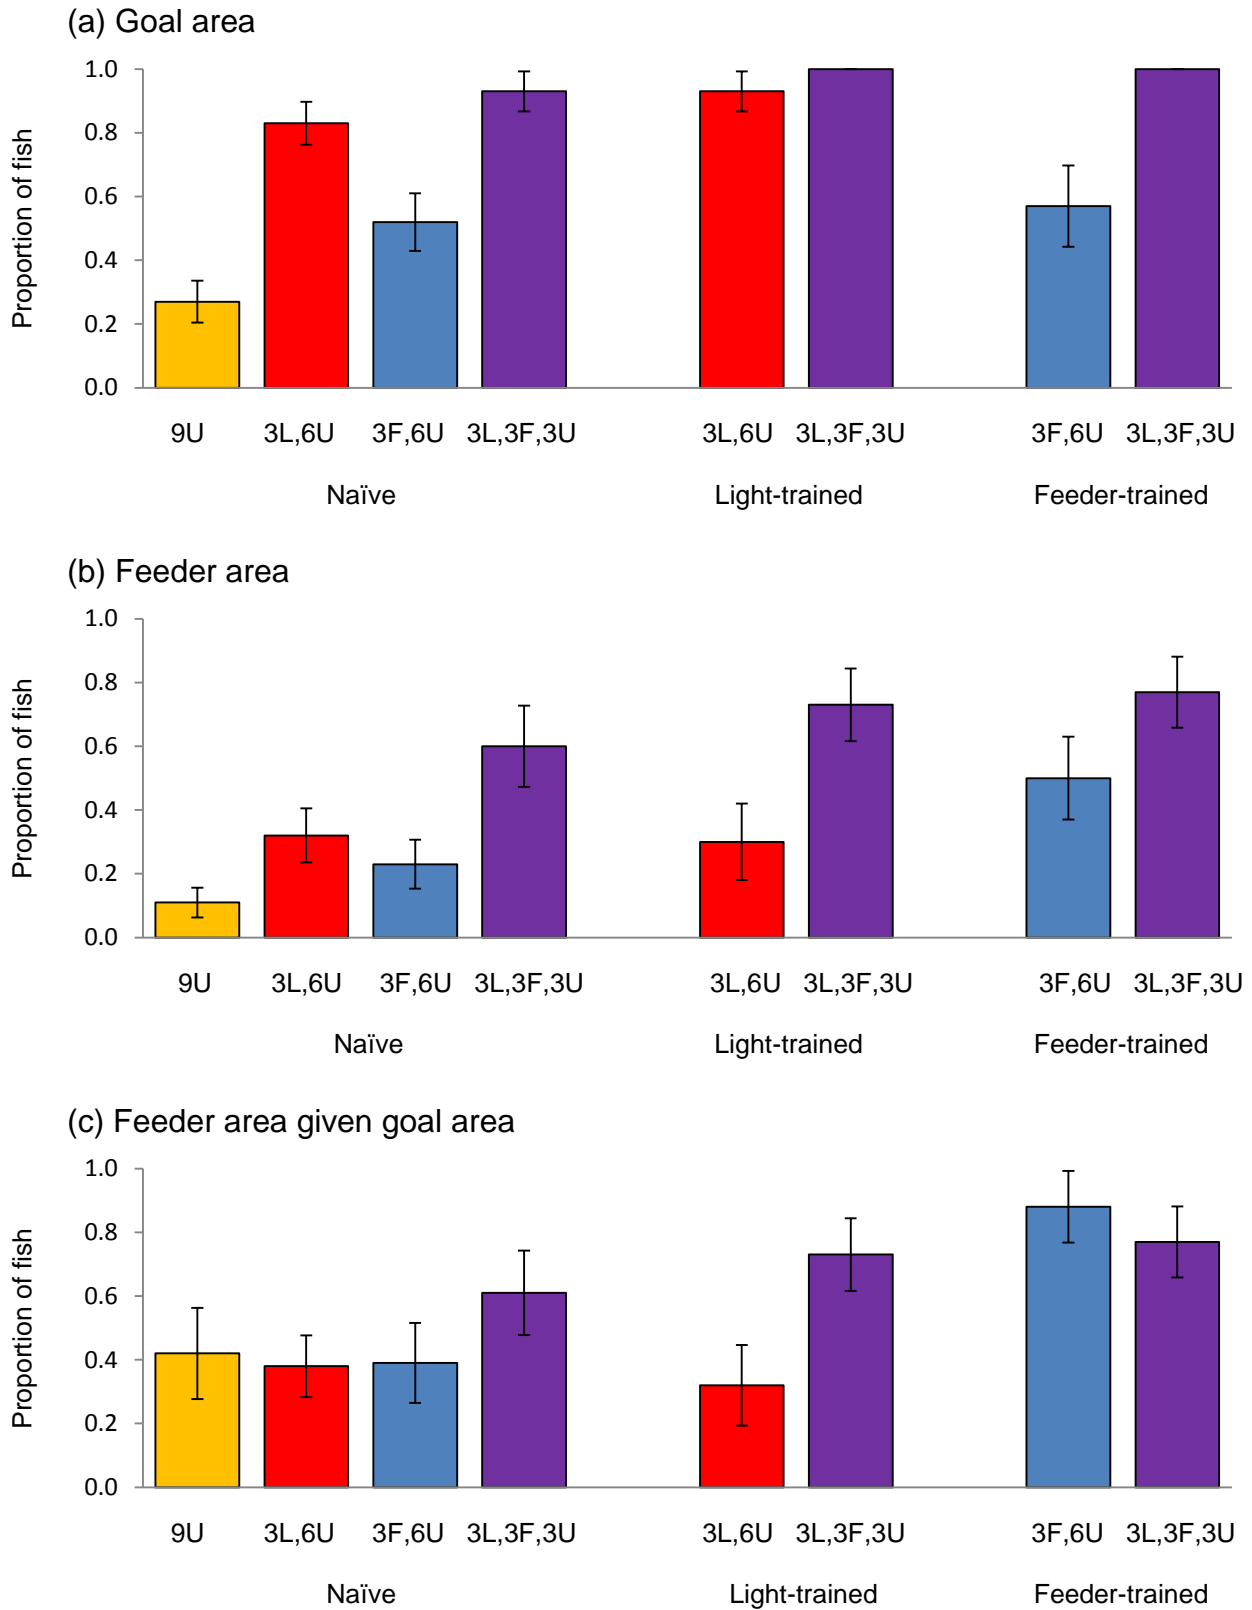 (a) Goal area
Proportion of fish
1.0
0.8
0.6
0.4
0.2
0.0
9U 3L,6U 3F,6U 3L,3F,3U 3L,6U 3L,3F,3U 3F,6U 3L,3F,3U
Naïve Light-trained Feeder-trained
(b) Feeder area
Proportion of fish
1.0
0.8
0.6
0.4
0.2
0.0
9U 3L,6U 3F,6U 3L,3F,3U 3L,6U 3L,3F,3U 3F,6U 3L,3F,3U
Naïve Light-trained Feeder-trained
(c) Feeder area given goal area
Proportion of fish
1.0
0.8
0.6
0.4
0.2
0.0
9U 3L,6U 3F,6U 3L,3F,3U 3L,6U 3L,3F,3U 3F,6U 3L,3F,3U
Naïve Light-trained Feeder-trained